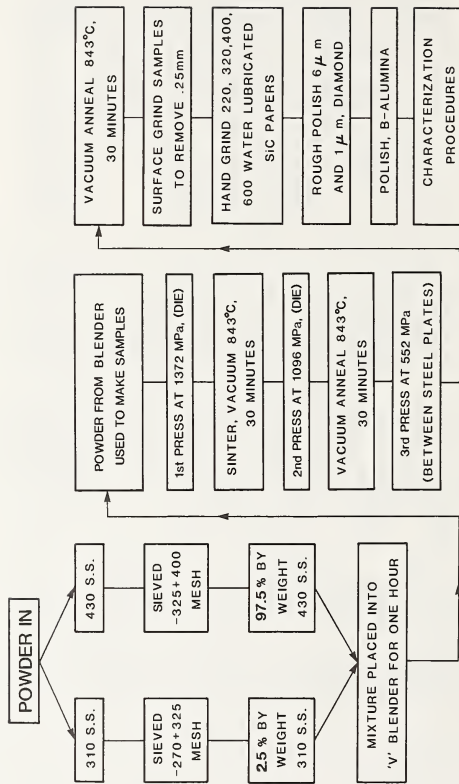 POWDER IN
310 S.S.
SIEVED
-270+325
MESH
2.5% BY
WEIGHT
310 S.S.
430 S.S.
SIEVED
-325+400
MESH
97.5% BY
WEIGHT
430 S.S.
MIXTURE PLACED INTO
'V' BLENDER FOR ONE HOUR
POWDER FROM BLENDER
USED TO MAKE SAMPLES
1st PRESS AT 1372 MPa, (DIE)
SINTER, VACUUM 843°C,
30 MINUTES
2nd PRESS AT 1096 MPa, (DIE)
VACUUM ANNEAL 843°C,
30 MINUTES
3rd PRESS AT 552 MPa
(BETWEEN STEEL PLATES)
VACUUM ANNEAL 843°C,
30 MINUTES
SURFACE GRIND SAMPLES
TO REMOVE .25mm
HAND GRIND 220, 320,400,
600 WATER LUBRICATED
SiC PAPERS
ROUGH POLISH 6 μm
AND 1 μm, DIAMOND
POLISH, B-ALUMINA
CHARACTERIZATION
PROCEDURES